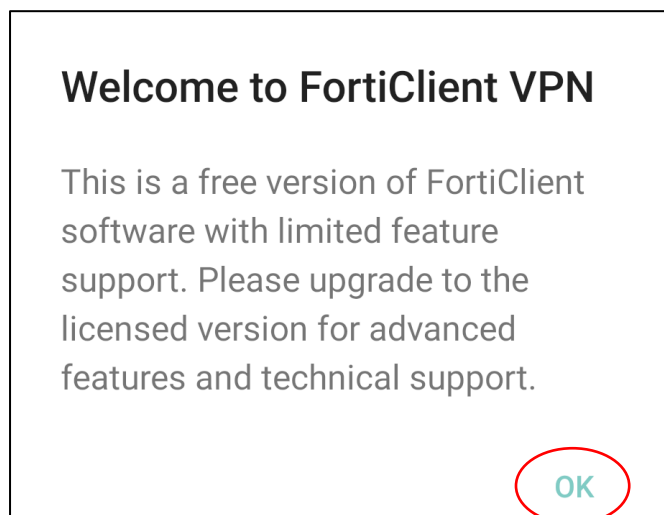 Welcome to FortiClient VPN
This is a free version of FortiClient
software with limited feature
support. Please upgrade to the
licensed version for advanced
features and technical support.
OK